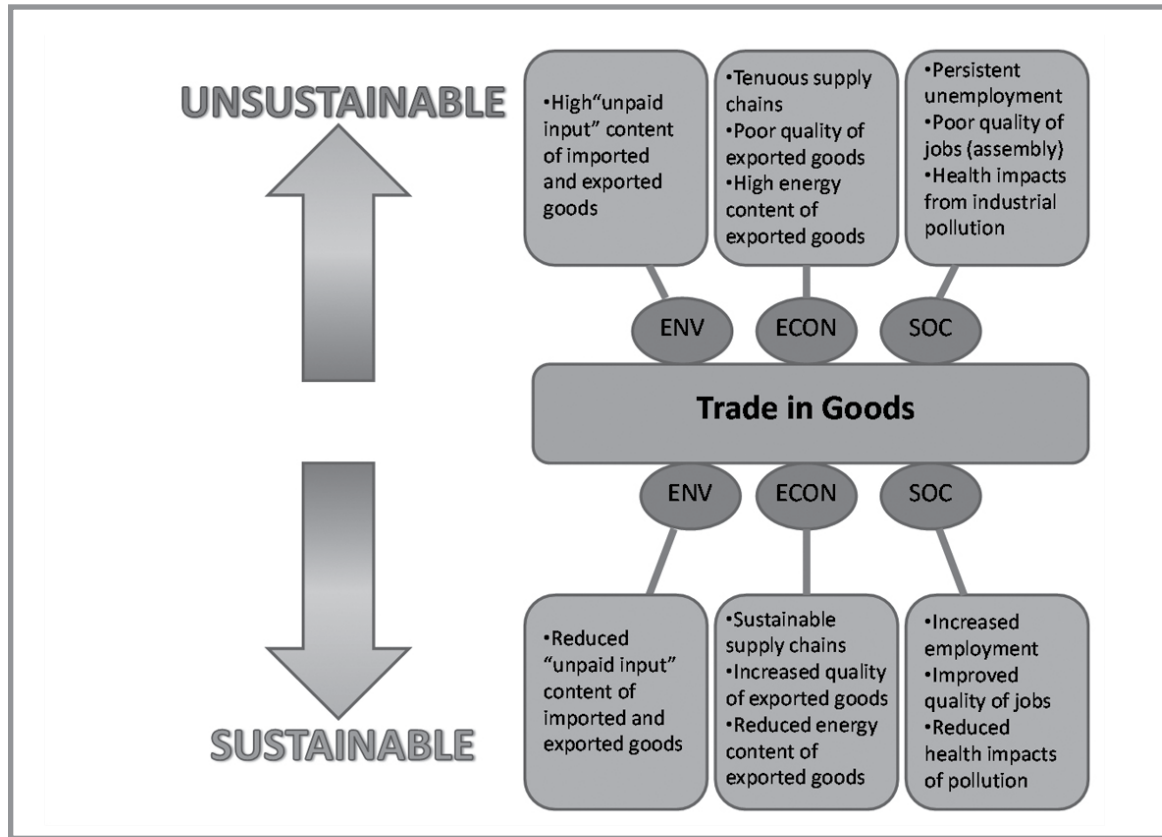 UNSUSTAINABLE
•High“unpaid
input” content
of imported
and exported
goods
•Tenuous supply
chains
•Poor quality of
exported goods
•High energy
content of
exported goods
•Persistent
unemployment
•Poor quality of
jobs (assembly)
•Health impacts
from industrial
pollution
ENV
ECON
SOC
Trade in Goods
ENV
ECON
SOC
•Reduced
“unpaid input”
content of
imported and
exported goods
•Sustainable
supply chains
•Increased quality
of exported goods
•Reduced energy
content of
exported goods
•Increased
employment
•Improved
quality of jobs
•Reduced
health impacts
of pollution
SUSTAINABLE